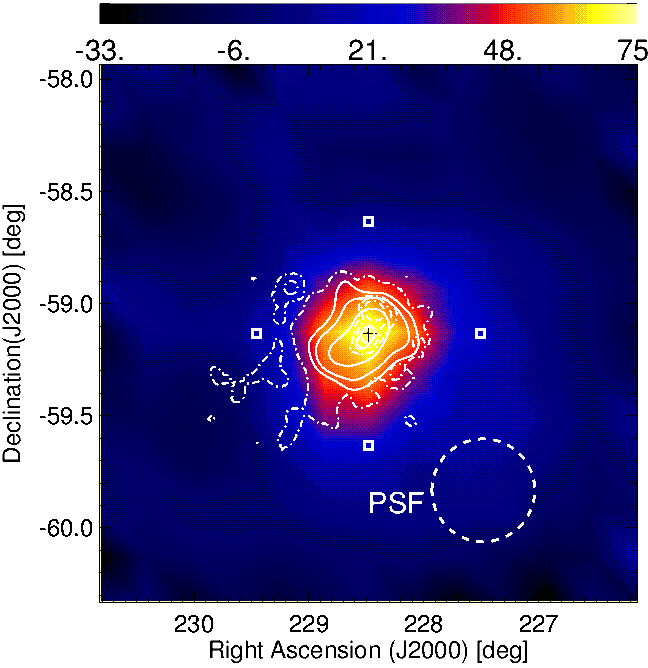 -33. -6. 21. 48. 75
-58.0
-58.5
-59.0
-59.5
-60.0
Declination(J2000) [deg]
PSF
230 229 228 227
Right Ascension (J2000) [deg]